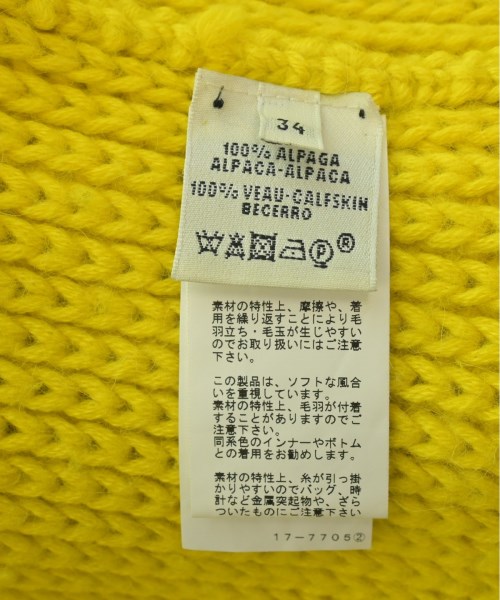 34
100% ALPAGA
ALPACA-ALPACA
100% VEAU-CALFSKIN
BECERRO
P ®
素材の特性上、摩擦や、着
用を繰り返すことにより毛
羽立ち・毛玉が生じやすい
のでお取り扱いにはご注意
下さい。
この製品は、ソフトな風合
いを重視しています。
素材の特性上、毛羽が付着
することがありますのでご
注意下さい。
同系色のインナーやボトム
との着用をお勧めします。
素材の特性上、糸が引っ掛
かりやすいのでバッグ、時
計など金属突起物や、ざら
ついたものにご注意下さい
17-7705②